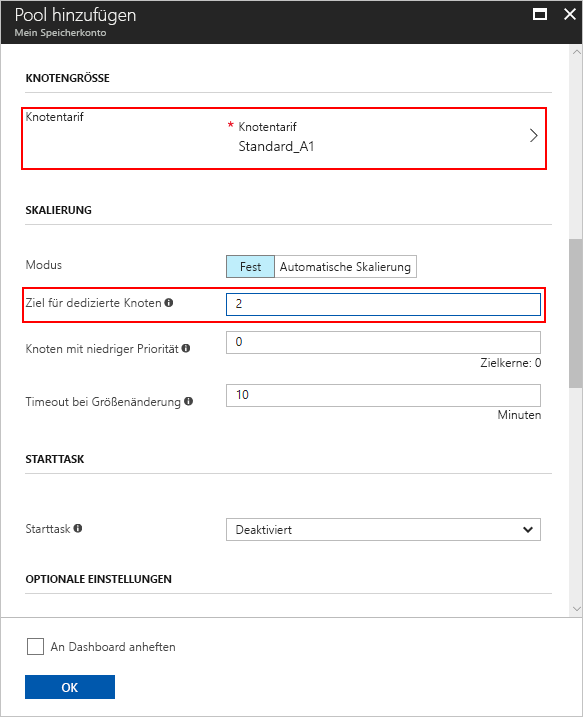 Pool hinzufügen
Mein Speicherkonto
KNOTENGRÖSSE
Knotentarif
* Knotentarif
Standard_A1
SKALIERUNG
Modus
Fest
Automatische Skalierung
Ziel für dedizierte Knoten
2
Knoten mit niedriger Priorität
0
Zielkerne: 0
Timeout bei Größenänderung
10
Minuten
STARTTASK
Starttask
Deaktiviert
OPTIONALE EINSTELLUNGEN
An Dashboard anheften
OK